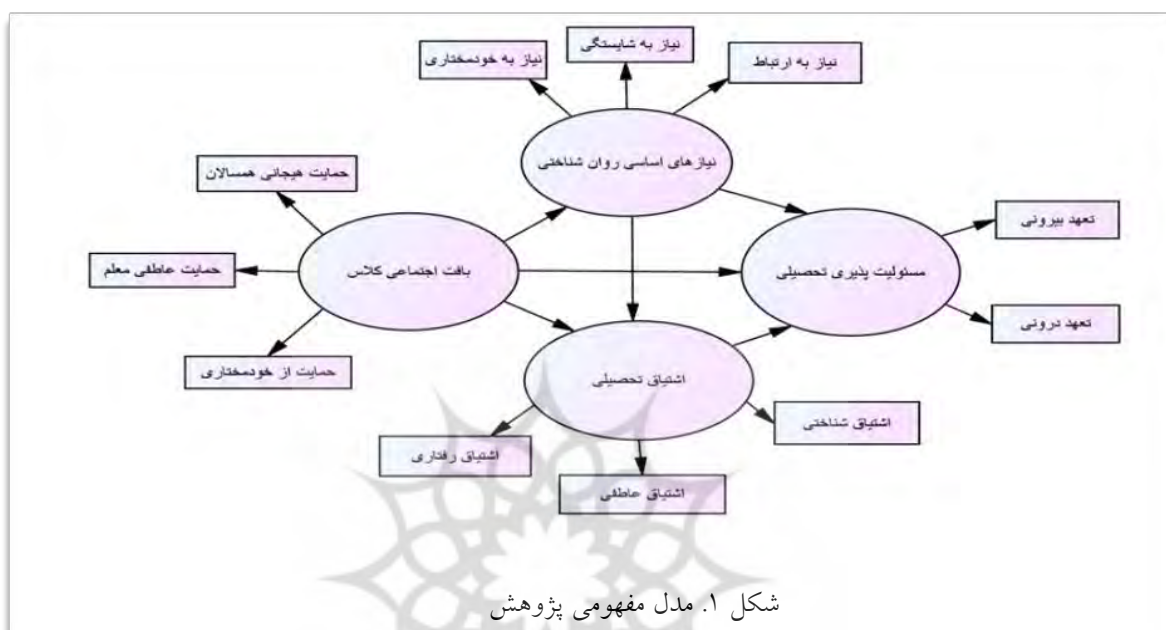 نیاز به شایستگی
نیاز به خودمختاری
نیاز به ارتباط
نیازهای اساسی روان شناختی
حمایت هیجانی همسالان
حمایت عاطفی معلم
حمایت از خودمختاری
بافت اجتماعی کلاس
مسئولیت پذیری تحصیلی
تعهد بیرونی
تعهد درونی
اشتیاق تحصیلی
اشتیاق شناختی
اشتیاق رفتاری
اشتیاق عاطفی
شکل ۱. مدل مفهومی پژوهش